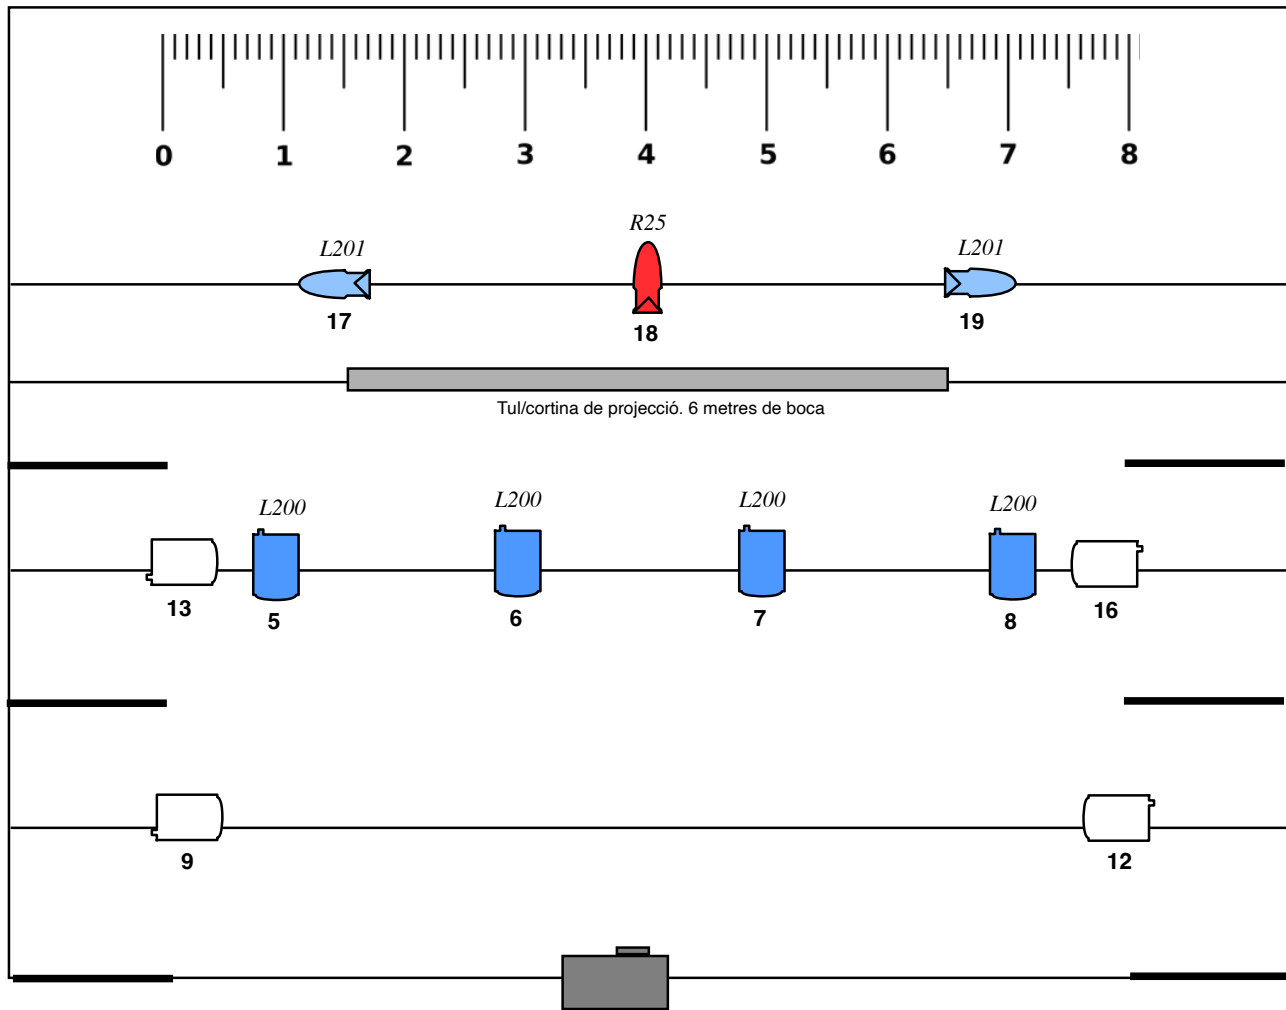 0 1 2 3 4 5 6 7 8
R25
L201 L201
17 18 19
Tul/cortina de projecció. 6 metres de boca
L200 L200 L200 L200
13 5 6 7 8 16
9 12